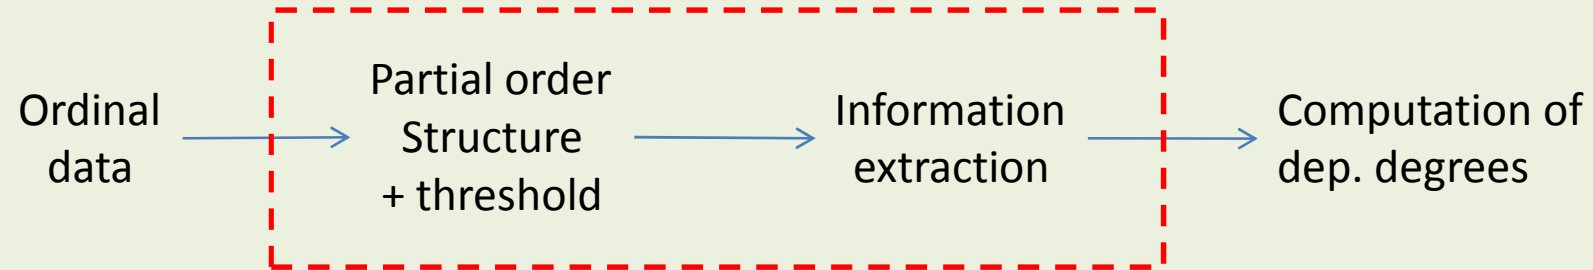 Ordinal
data
Partial order
Structure
+ threshold
Information
extraction
Computation of
dep. degrees